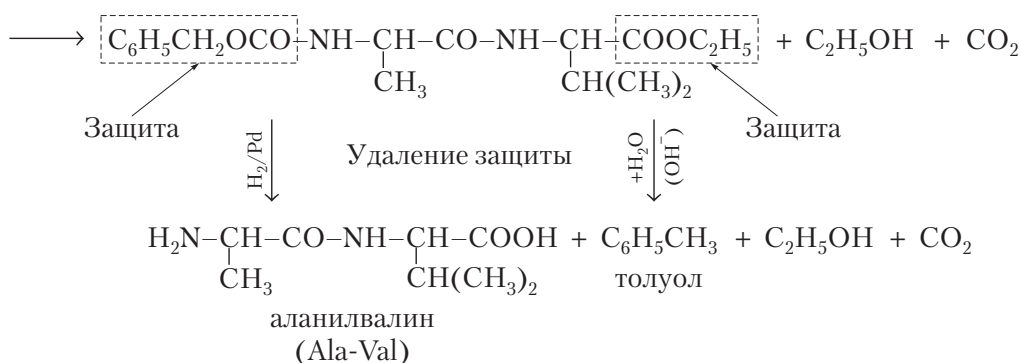 C₆H₅CH₂OCO–NH–CH–CO–NH–CH–COOC₂H₅ + C₂H₅OH + CO₂
CH₃ CH(CH₃)₂
Защита Защита
H₂/Pd Удаление защиты +H₂O (OH⁻)
H₂N–CH–CO–NH–CH–COOH + C₆H₅CH₃ + C₂H₅OH + CO₂
CH₃ CH(CH₃)₂ толуол
аланилвалин
(Ala-Val)